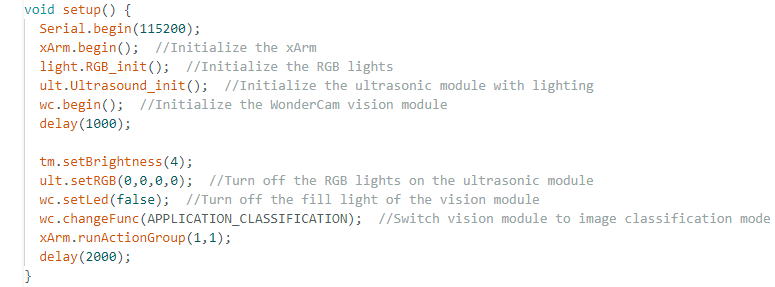 void setup() {
  Serial.begin(115200);
  xArm.begin();  //Initialize the xArm
  light.RGB_init();  //Initialize the RGB lights
  ult.Ultrasound_init();  //Initialize the ultrasonic module with lighting
  wc.begin();  //Initialize the WonderCam vision module
  delay(1000);

  tm.setBrightness(4);
  ult.setRGB(0,0,0,0);  //Turn off the RGB lights on the ultrasonic module
  wc.setLed(false);  //Turn off the fill light of the vision module
  wc.changeFunc(APPLICATION_CLASSIFICATION);  //Switch vision module to image classification mode
  xArm.runActionGroup(1,1);
  delay(2000);
}